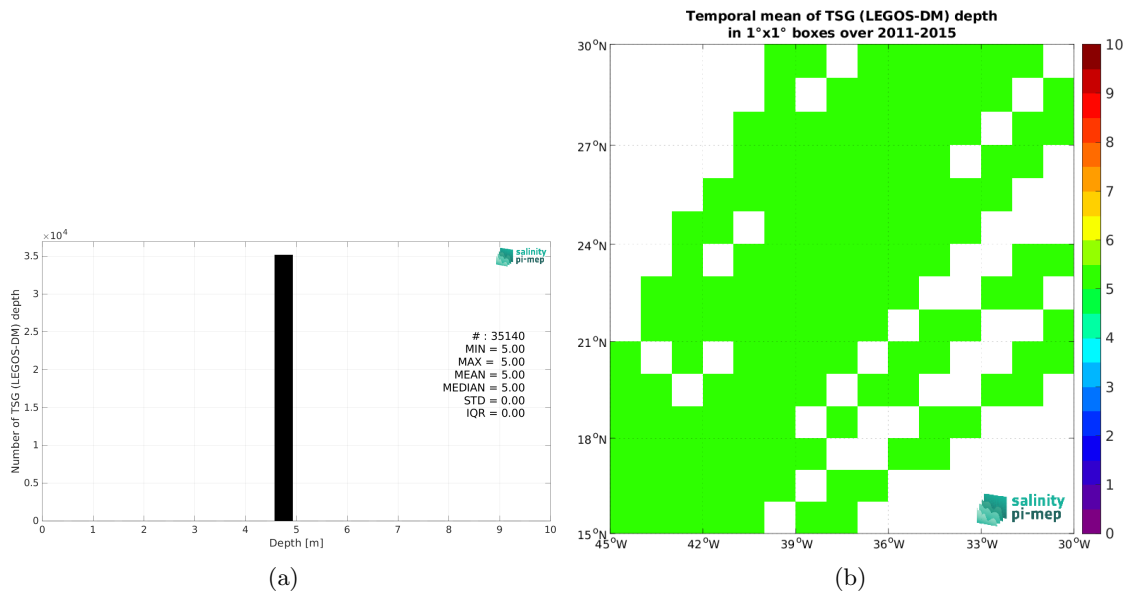 Temporal mean of TSG (LEGOS-DM) depth
in 1°x1° boxes over 2011-2015
×10⁴
3.5
3
2.5
2
1.5
1
0.5
0
Number of TSG (LEGOS-DM) depth
salinity
pi-mep
# : 35140
MIN = 5.00
MAX = 5.00
MEAN = 5.00
MEDIAN = 5.00
STD = 0.00
IQR = 0.00
0 1 2 3 4 5 6 7 8 9 10
Depth [m]
(a)
30°N
27°N
24°N
21°N
18°N
15°N
45°W 42°W 39°W 36°W 33°W 30°W
salinity
pi-mep
10
9
8
7
6
5
4
3
2
1
0
(b)